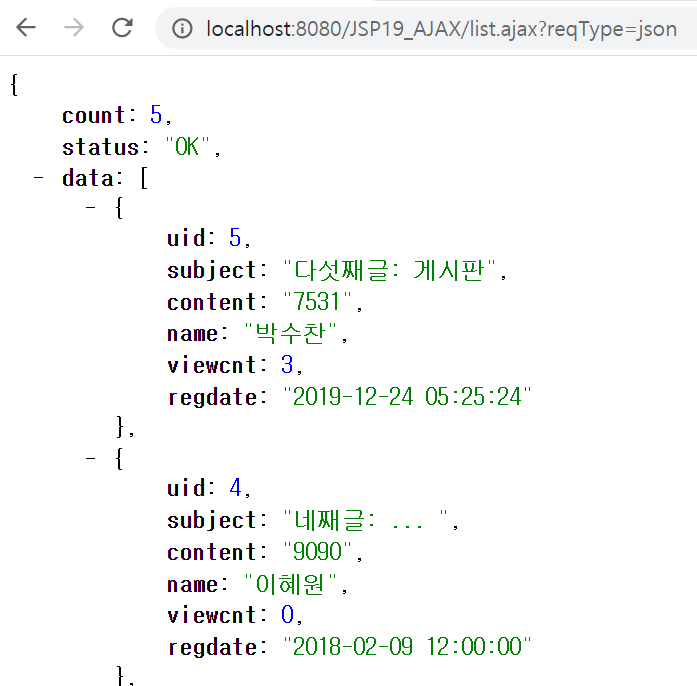 localhost:8080/JSP19_AJAX/list.ajax?reqType=json
{
count: 5,
status: "OK",
- data: [
- {
uid: 5,
subject: "다섯째글: 게시판",
content: "7531",
name: "박수찬",
viewcnt: 3,
regdate: "2019-12-24 05:25:24"
},
- {
uid: 4,
subject: "네째글: ... ",
content: "9090",
name: "이혜원",
viewcnt: 0,
regdate: "2018-02-09 12:00:00"
},